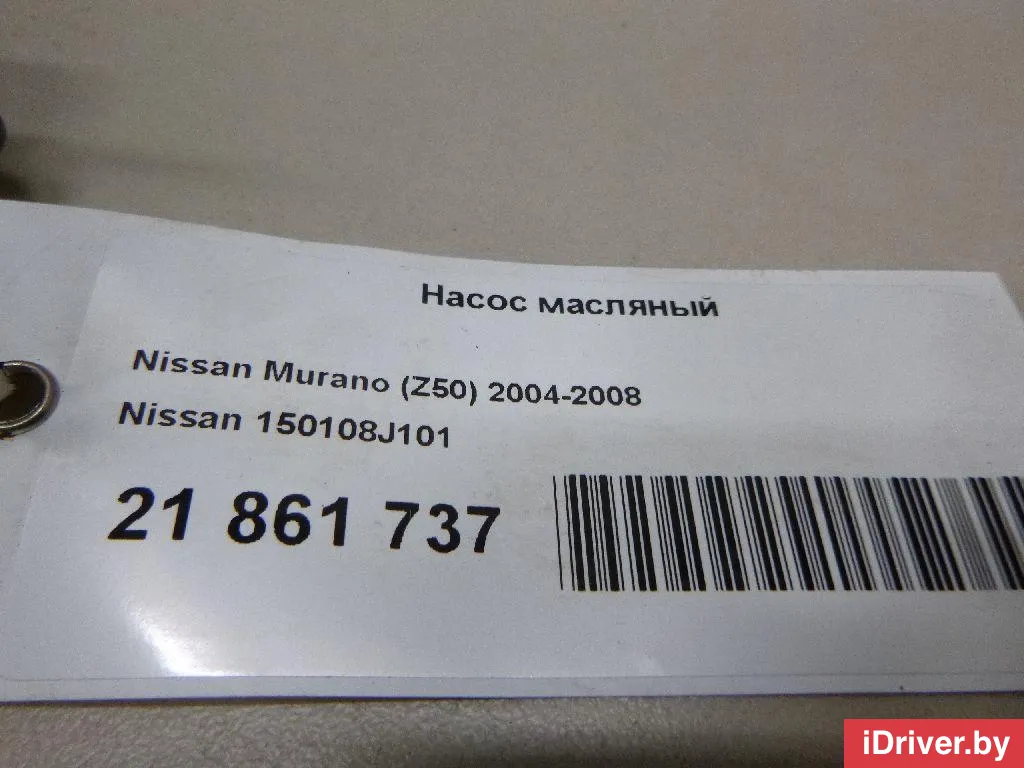 Насос масляный
Nissan Murano (Z50) 2004-2008
Nissan 150108J101
21 861 737
iDriver.by